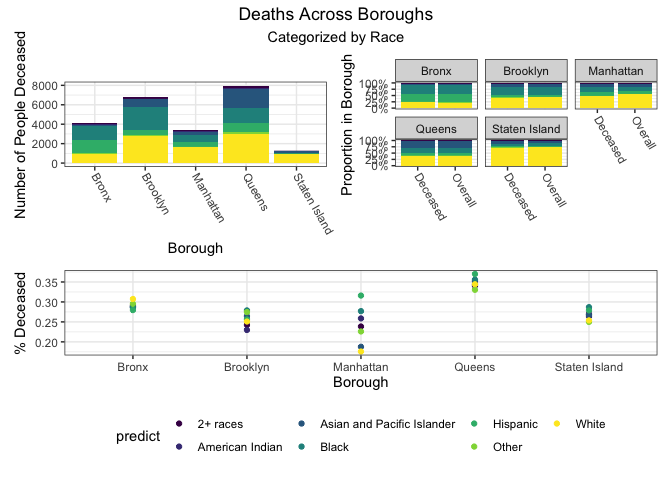 Deaths Across Boroughs
Categorized by Race
Number of People Deceased
8000
6000
4000
2000
0
Bronx
Brooklyn
Manhattan
Queens
Staten Island
Borough
Proportion in Borough
Bronx
Brooklyn
Manhattan
100%
75%
50%
25%
0%
Queens
Staten Island
100%
75%
50%
25%
0%
Deceased
Overall
Deceased
Overall
Deceased
Overall
% Deceased
0.35
0.30
0.25
0.20
Bronx
Brooklyn
Manhattan
Queens
Staten Island
Borough
predict
2+ races
Asian and Pacific Islander
Hispanic
White
American Indian
Black
Other